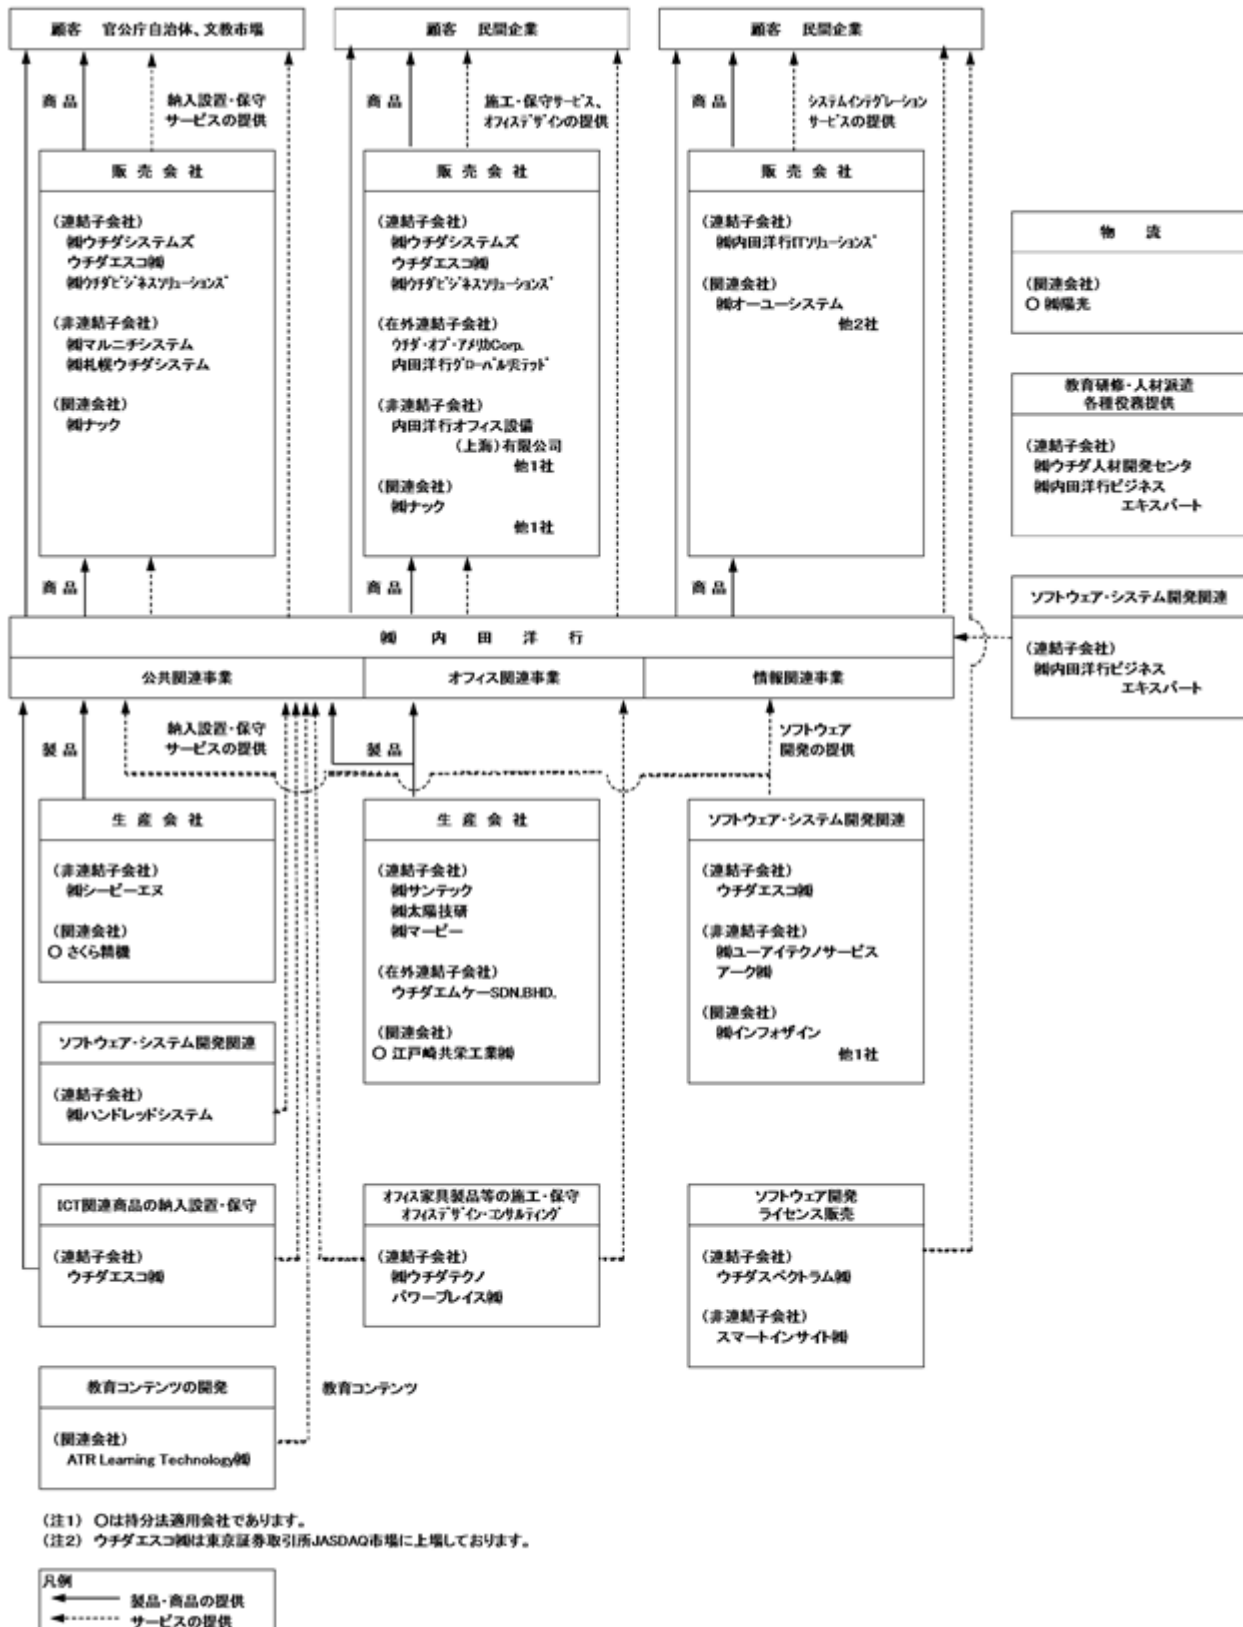 顧客　官公庁自治体、文教市場
顧客　民間企業
顧客　民間企業
商品
納入設置・保守
サービスの提供
商品
施工・保守サービス、
オフィスデザインの提供
商品
システムインテグレーション
サービスの提供
販売会社
(連結子会社)
㈱ウチダシステムズ
ウチダエスコ㈱
㈱ウチダビジネスソリューションズ
(非連結子会社)
㈱マルニチシステム
㈱札幌ウチダシステム
(関連会社)
㈱ナック
販売会社
(連結子会社)
㈱ウチダシステムズ
ウチダエスコ㈱
㈱ウチダビジネスソリューションズ
(在外連結子会社)
ウチダ・オブ・アメリカCorp.
内田洋行グローバルリミテッド
(非連結子会社)
内田洋行オフィス設備
(上海)有限公司
他1社
(関連会社)
㈱ナック
他1社
販売会社
(連結子会社)
㈱内田洋行ITソリューションズ
(関連会社)
㈱オーユーシステム
他2社
物流
(関連会社)
○ ㈱陽光
教育研修・人材派遣
各種役務提供
(連結子会社)
㈱ウチダ人材開発センタ
㈱内田洋行ビジネス
エキスパート
商品
商品
商品
ソフトウェア・システム開発関連
(連結子会社)
㈱内田洋行ビジネス
エキスパート
㈱内田洋行
公共関連事業
オフィス関連事業
情報関連事業
製品
納入設置・保守
サービスの提供
製品
ソフトウェア
開発の提供
生産会社
(非連結子会社)
㈱シーピーエヌ
(関連会社)
○ さくら精機
生産会社
(連結子会社)
㈱サンテック
㈱太陽技研
㈱マービー
(在外連結子会社)
ウチダエムケーSDN.BHD.
(関連会社)
○ 江戸崎共栄工業㈱
ソフトウェア・システム開発関連
(連結子会社)
ウチダエスコ㈱
(非連結子会社)
㈱ユーアイテクノサービス
アーク㈱
(関連会社)
㈱インフォザイン
他1社
ソフトウェア・システム開発関連
(連結子会社)
㈱ハンドレッドシステム
ICT関連商品の納入設置・保守
(連結子会社)
ウチダエスコ㈱
オフィス家具製品等の施工・保守
オフィスデザイン・コンサルティング
(連結子会社)
㈱ウチダテクノ
パワープレイス㈱
ソフトウェア開発
ライセンス販売
(連結子会社)
ウチダスペクトラム㈱
(非連結子会社)
スマートインサイト㈱
教育コンテンツの開発
(関連会社)
ATR Learning Technology㈱
教育コンテンツ
(注1) ○は持分法適用会社であります。
(注2) ウチダエスコ㈱は東京証券取引所JASDAQ市場に上場しております。
凡例
製品・商品の提供
サービスの提供